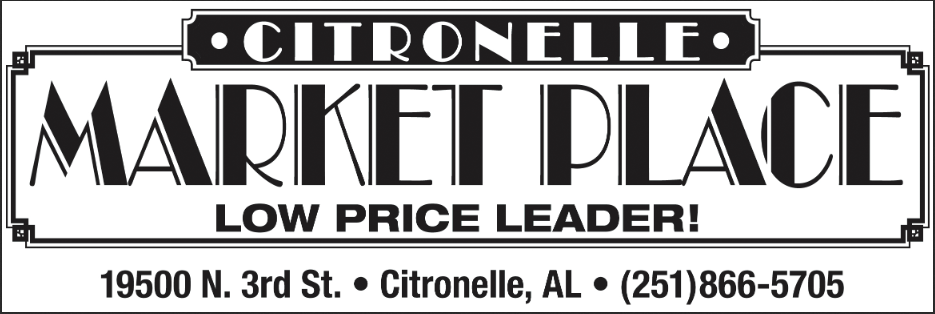 • CITRONELLE •
MARKET PLACE
LOW PRICE LEADER!
19500 N. 3rd St. • Citronelle, AL • (251)866-5705